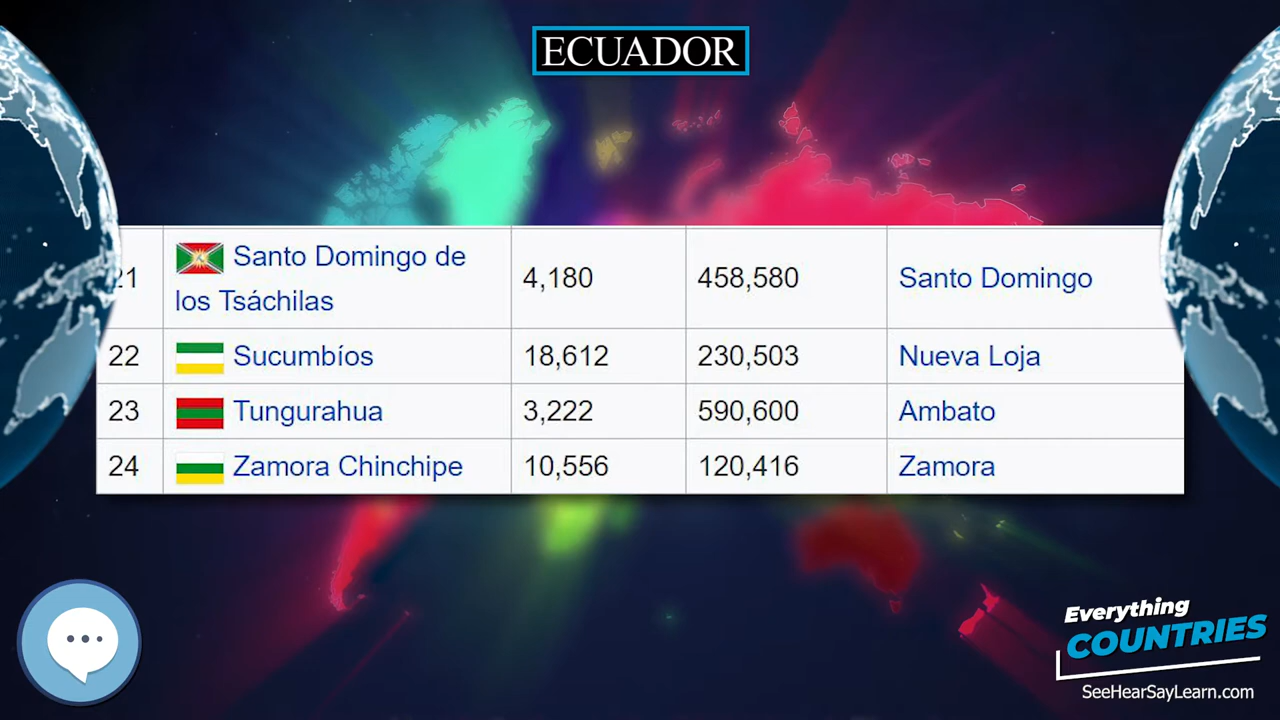 ECUADOR
21 Santo Domingo de los Tsáchilas 4,180 458,580 Santo Domingo
22 Sucumbíos 18,612 230,503 Nueva Loja
23 Tungurahua 3,222 590,600 Ambato
24 Zamora Chinchipe 10,556 120,416 Zamora
Everything
COUNTRIES
SeeHearSayLearn.com